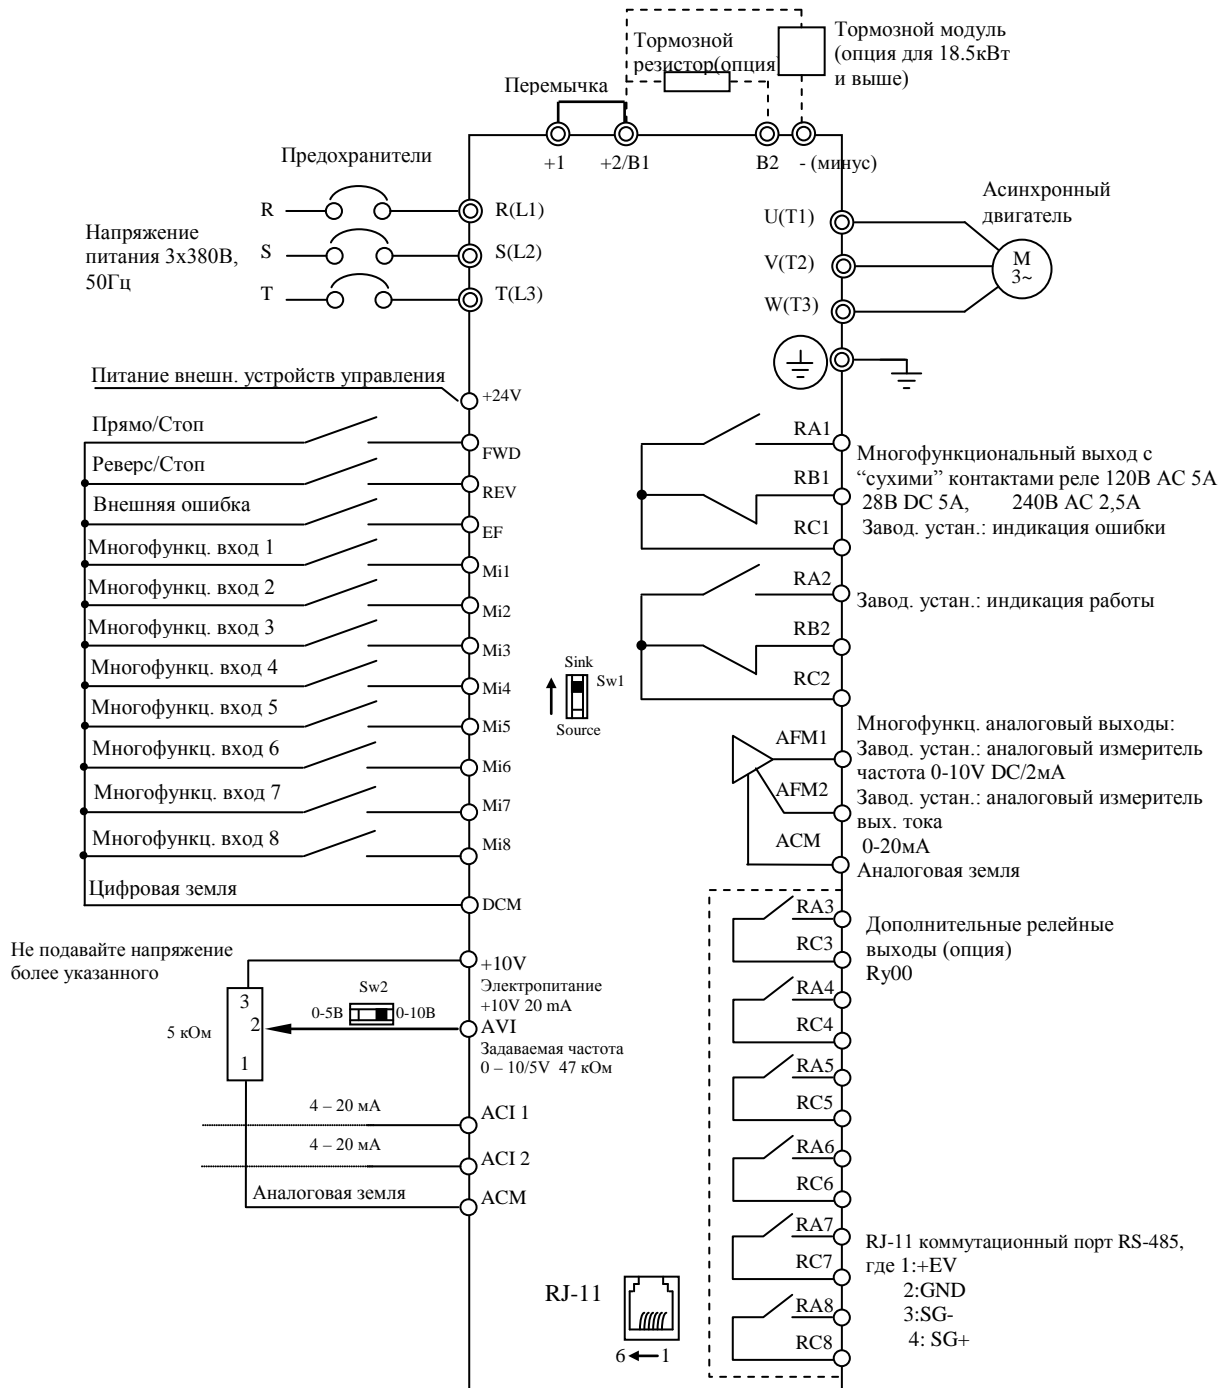 Тормозной модуль
(опция для 18.5кВт
и выше)
Тормозной
резистор(опция
Перемычка
+1
+2/B1
B2
- (минус)
Предохранители
R
R(L1)
Напряжение
питания 3х380В,
50Гц
S
S(L2)
T
T(L3)
U(T1)
V(T2)
W(T3)
Асинхронный
двигатель
M
3~
Питание внешн. устройств управления
+24V
Прямо/Стоп
FWD
Реверс/Стоп
REV
Внешняя ошибка
EF
Многофункц. вход 1
Mi1
Многофункц. вход 2
Mi2
Многофункц. вход 3
Mi3
Многофункц. вход 4
Mi4
Многофункц. вход 5
Mi5
Многофункц. вход 6
Mi6
Многофункц. вход 7
Mi7
Многофункц. вход 8
Mi8
Цифровая земля
DCM
Sink
Sw1
Source
RA1
RB1
RC1
Многофункциональный выход с
“сухими” контактами реле 120В AC 5А
28В DC 5А, 240В AC 2,5А
Завод. устан.: индикация ошибки
RA2
RB2
RC2
Завод. устан.: индикация работы
AFM1
AFM2
ACM
Многофункц. аналоговый выходы:
Завод. устан.: аналоговый измеритель
частота 0-10V DC/2мА
Завод. устан.: аналоговый измеритель
вых. тока
0-20мА
Аналоговая земля
Не подавайте напряжение
более указанного
+10V
Электропитание
+10V 20 mA
3
2
1
5 кОм
Sw2
0-5В
0-10В
AVI
Задаваемая частота
0 – 10/5V 47 кОм
4 – 20 мА
ACI 1
4 – 20 мА
ACI 2
Аналоговая земля
ACM
RA3
RC3
RA4
RC4
RA5
RC5
RA6
RC6
RA7
RC7
RA8
RC8
Дополнительные релейные
выходы (опция)
Ry00
RJ-11
6
1
RJ-11 коммутационный порт RS-485,
где 1:+EV
2:GND
3:SG-
4: SG+